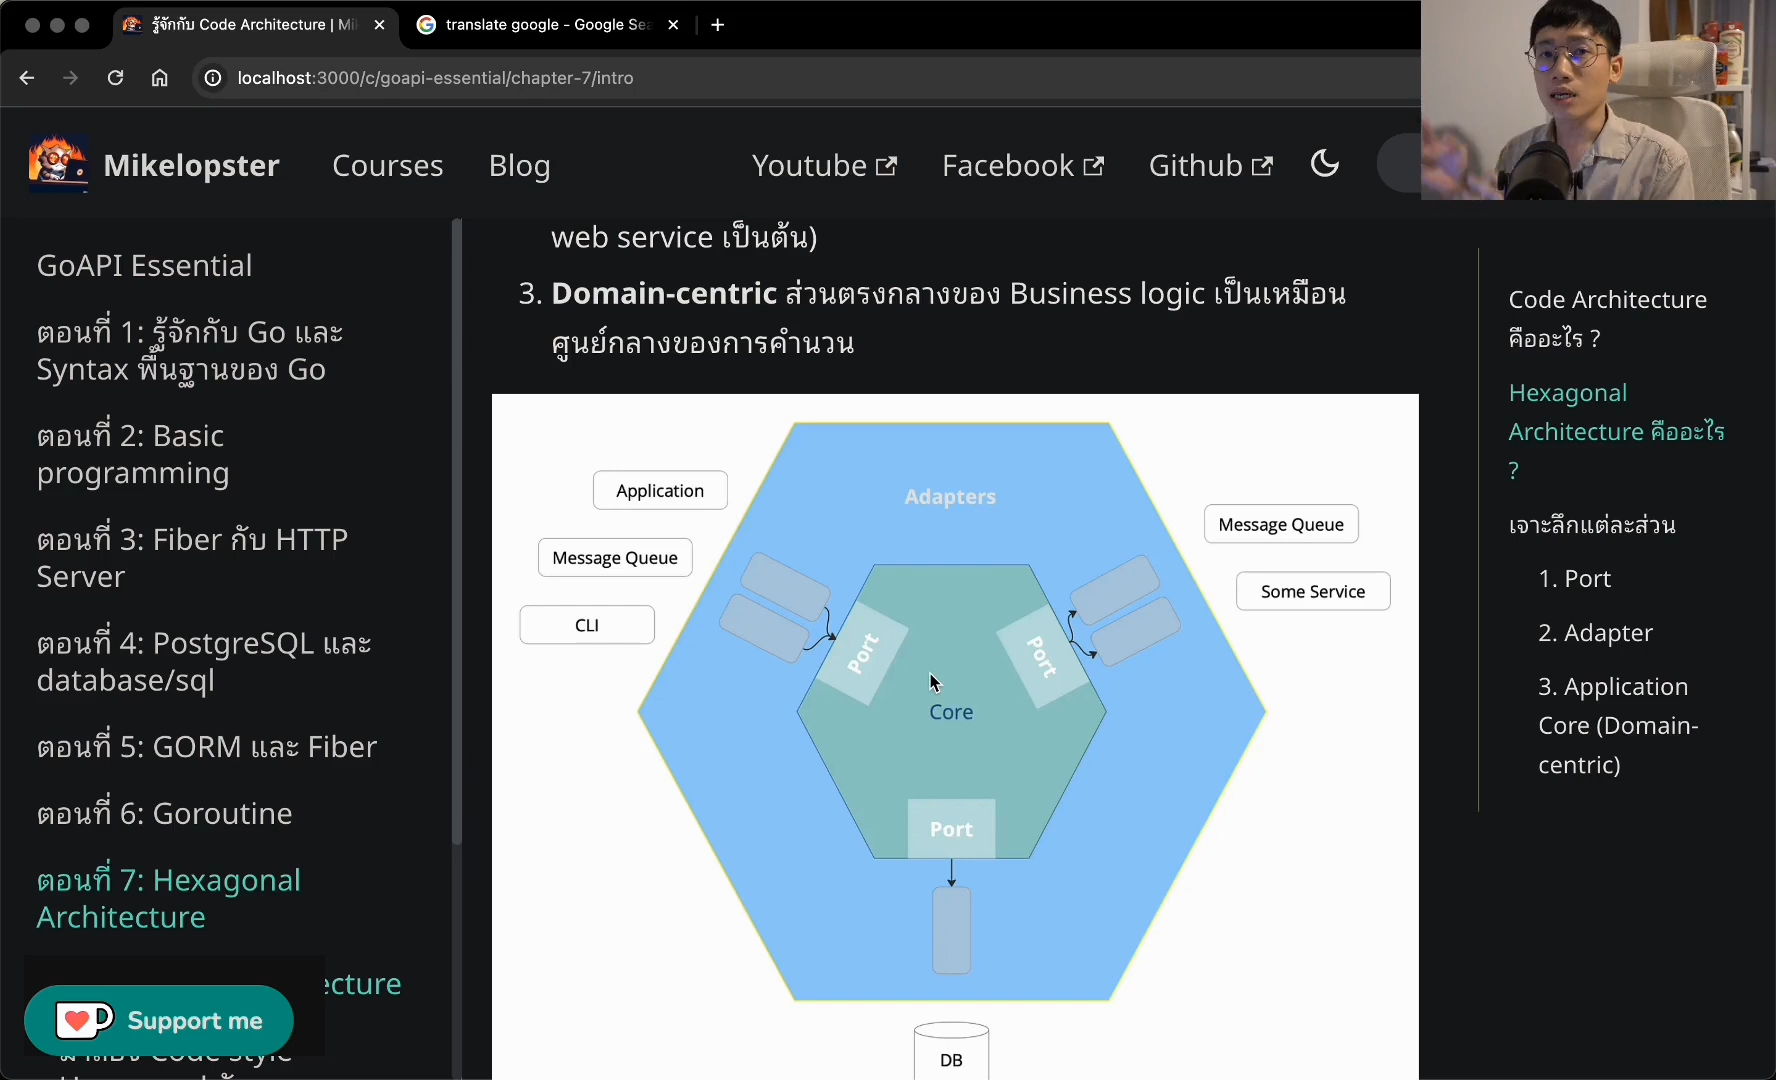 รู้จักกับ Code Architecture | Mi
translate google - Google Sea
localhost:3000/c/goapi-essential/chapter-7/intro
Mikelopster
Courses
Blog
Youtube
Facebook
Github
GoAPI Essential
ตอนที่ 1: รู้จักกับ Go และ
Syntax พื้นฐานของ Go
ตอนที่ 2: Basic
programming
ตอนที่ 3: Fiber กับ HTTP
Server
ตอนที่ 4: PostgreSQL และ
database/sql
ตอนที่ 5: GORM และ Fiber
ตอนที่ 6: Goroutine
ตอนที่ 7: Hexagonal
Architecture
ecture
Support me
web service เป็นต้น)
3. Domain-centric ส่วนตรงกลางของ Business logic เป็นเหมือน
ศูนย์กลางของการคำนวน
Application
Message Queue
CLI
Adapters
Message Queue
Some Service
Port
Port
Core
Port
DB
Code Architecture
คืออะไร ?
Hexagonal
Architecture คืออะไร
?
เจาะลึกแต่ละส่วน
1. Port
2. Adapter
3. Application
Core (Domain-
centric)